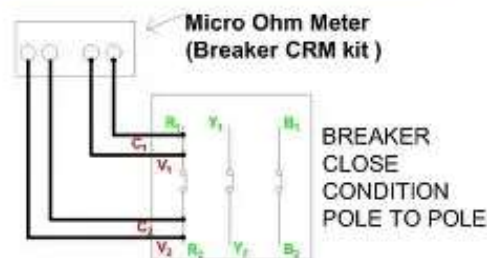 Micro Ohm Meter
(Breaker CRM kit )
R1 Y1 B1
C1
V1
BREAKER
CLOSE
CONDITION
POLE TO POLE
C2
V2 R2 Y2 B2